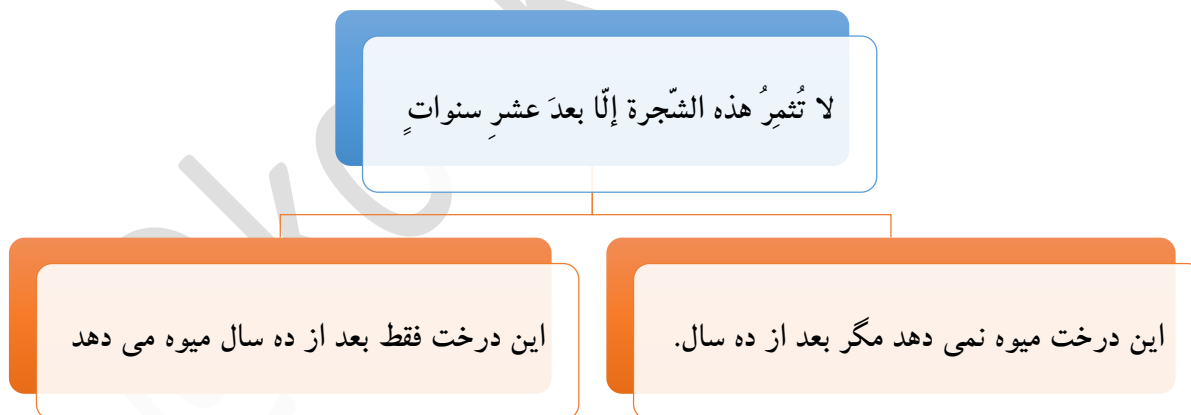 لا تُثمِرُ هذه الشّجرة إلّا بعدَ عشرِ سنواتٍ
این درخت میوه نمی دهد مگر بعد از ده سال.
این درخت فقط بعد از ده سال میوه می دهد